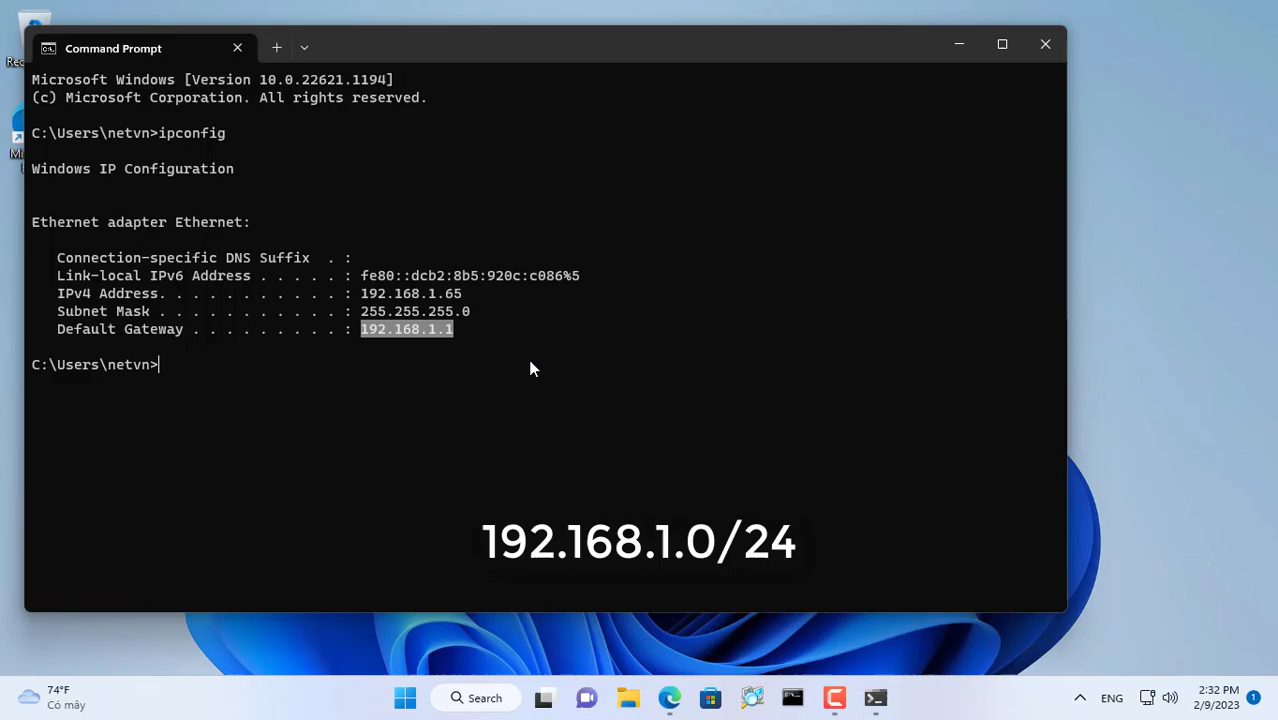 Command Prompt
Microsoft Windows [Version 10.0.22621.1194]
(c) Microsoft Corporation. All rights reserved.
C:\Users\netvn>ipconfig
Windows IP Configuration
Ethernet adapter Ethernet:
Connection-specific DNS Suffix  . :
Link-local IPv6 Address . . . . . : fe80::dcb2:8b5:920c:c086%5
IPv4 Address. . . . . . . . . . . : 192.168.1.65
Subnet Mask . . . . . . . . . . . : 255.255.255.0
Default Gateway . . . . . . . . . : 192.168.1.1
C:\Users\netvn>
192.168.1.0/24
74°F
Có mây
Search
ENG
2:32 PM
2/9/2023
1